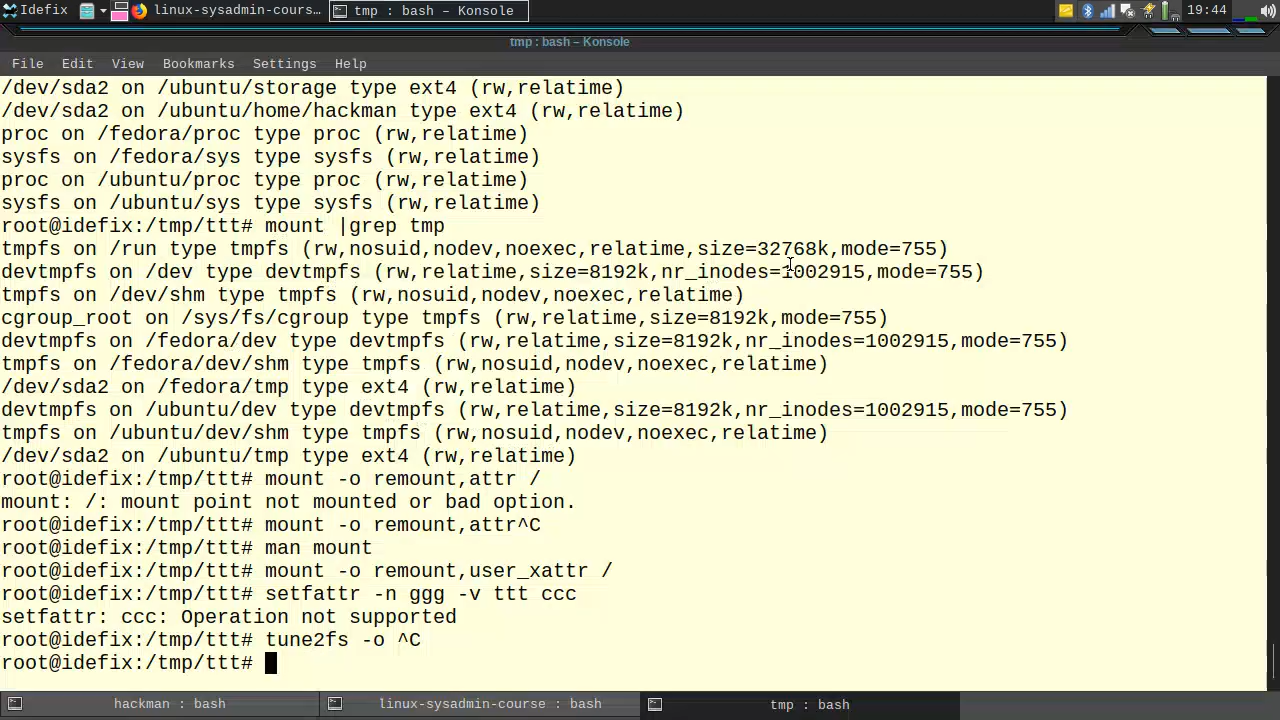 Idefix linux-sysadmin-cours... tmp : bash – Konsole 19:44
tmp : bash – Konsole
File Edit View Bookmarks Settings Help
/dev/sda2 on /ubuntu/storage type ext4 (rw,relatime)
/dev/sda2 on /ubuntu/home/hackman type ext4 (rw,relatime)
proc on /fedora/proc type proc (rw,relatime)
sysfs on /fedora/sys type sysfs (rw,relatime)
proc on /ubuntu/proc type proc (rw,relatime)
sysfs on /ubuntu/sys type sysfs (rw,relatime)
root@idefix:/tmp/ttt# mount |grep tmp
tmpfs on /run type tmpfs (rw,nosuid,nodev,noexec,relatime,size=32768k,mode=755)
devtmpfs on /dev type devtmpfs (rw,relatime,size=8192k,nr_inodes=1002915,mode=755)
tmpfs on /dev/shm type tmpfs (rw,nosuid,nodev,noexec,relatime)
cgroup_root on /sys/fs/cgroup type tmpfs (rw,relatime,size=8192k,mode=755)
devtmpfs on /fedora/dev type devtmpfs (rw,relatime,size=8192k,nr_inodes=1002915,mode=755)
tmpfs on /fedora/dev/shm type tmpfs (rw,nosuid,nodev,noexec,relatime)
/dev/sda2 on /fedora/tmp type ext4 (rw,relatime)
devtmpfs on /ubuntu/dev type devtmpfs (rw,relatime,size=8192k,nr_inodes=1002915,mode=755)
tmpfs on /ubuntu/dev/shm type tmpfs (rw,nosuid,nodev,noexec,relatime)
/dev/sda2 on /ubuntu/tmp type ext4 (rw,relatime)
root@idefix:/tmp/ttt# mount -o remount,attr /
mount: /: mount point not mounted or bad option.
root@idefix:/tmp/ttt# mount -o remount,attr^C
root@idefix:/tmp/ttt# man mount
root@idefix:/tmp/ttt# mount -o remount,user_xattr /
root@idefix:/tmp/ttt# setfattr -n ggg -v ttt ccc
setfattr: ccc: Operation not supported
root@idefix:/tmp/ttt# tune2fs -o ^C
root@idefix:/tmp/ttt#
hackman : bash linux-sysadmin-course : bash tmp : bash